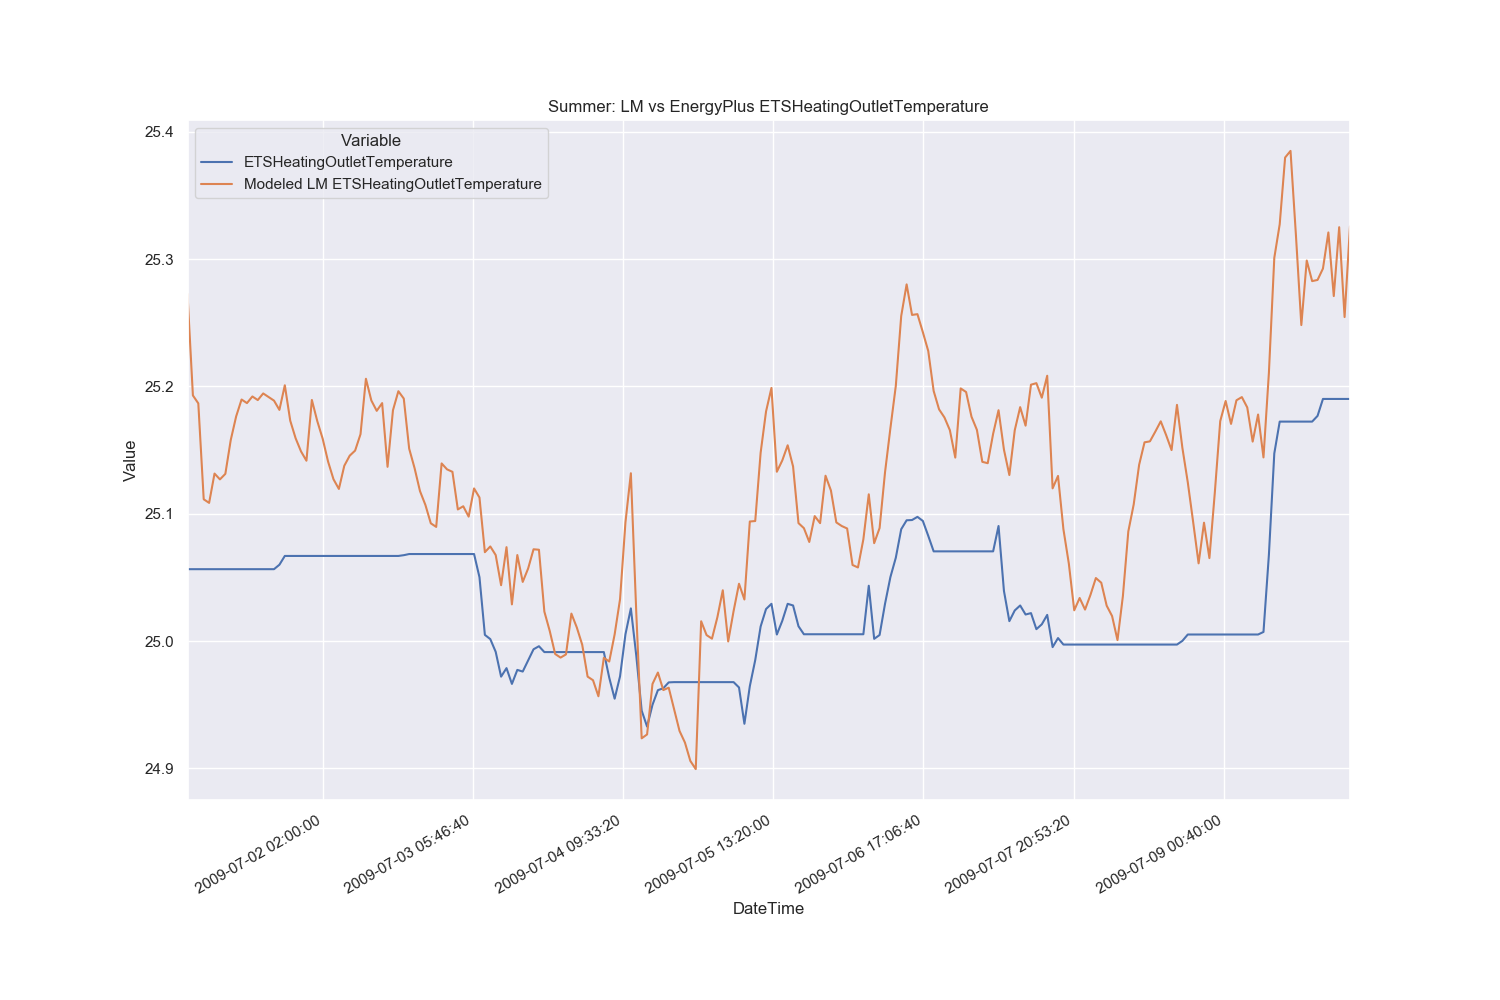 Summer: LM vs EnergyPlus ETSHeatingOutletTemperature
Variable
ETSHeatingOutletTemperature
Modeled LM ETSHeatingOutletTemperature
25.4
25.3
25.2
25.1
25.0
24.9
Value
2009-07-02 02:00:00
2009-07-03 05:46:40
2009-07-04 09:33:20
2009-07-05 13:20:00
2009-07-06 17:06:40
2009-07-07 20:53:20
2009-07-09 00:40:00
DateTime